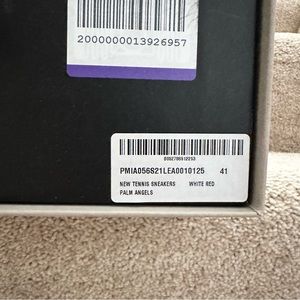 2000000013926957
PMIA056S21LEA0010125 41
NEW TENNIS SNEAKERS WHITE RED
PALM ANGELS